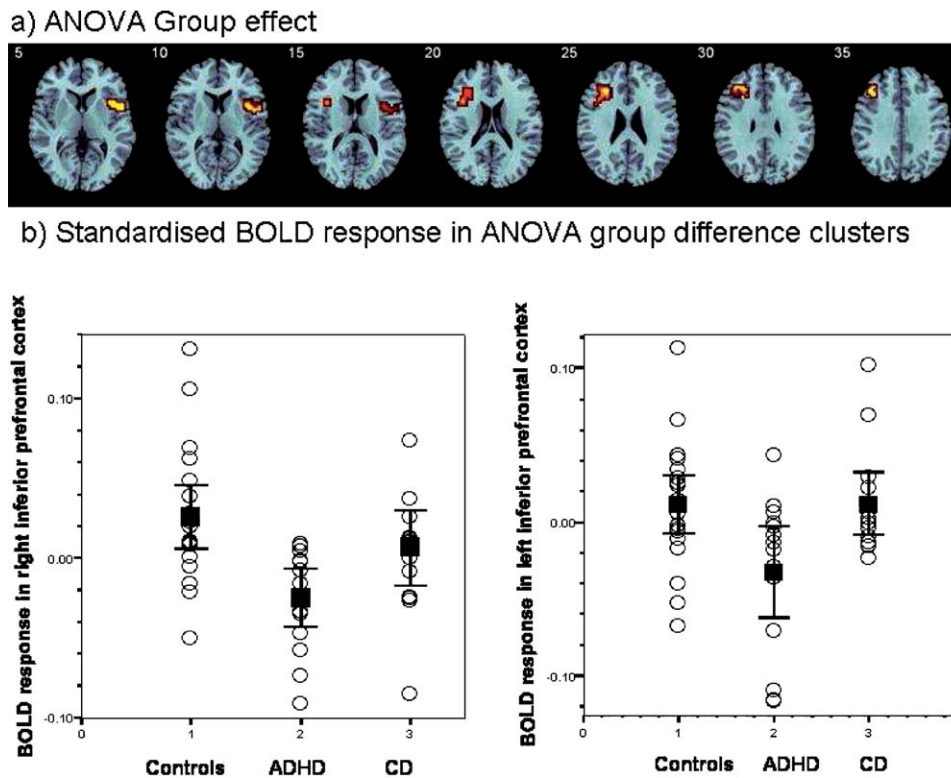 a) ANOVA Group effect
5 10 15 20 25 30 35
b) Standardised BOLD response in ANOVA group difference clusters
BOLD response in right inferior prefrontal cortex
0.10
0.00
-0.10
0 1 2 3
Controls ADHD CD
BOLD response in left inferior prefrontal cortex
0.10
0.00
-0.10
0 1 2 3
Controls ADHD CD